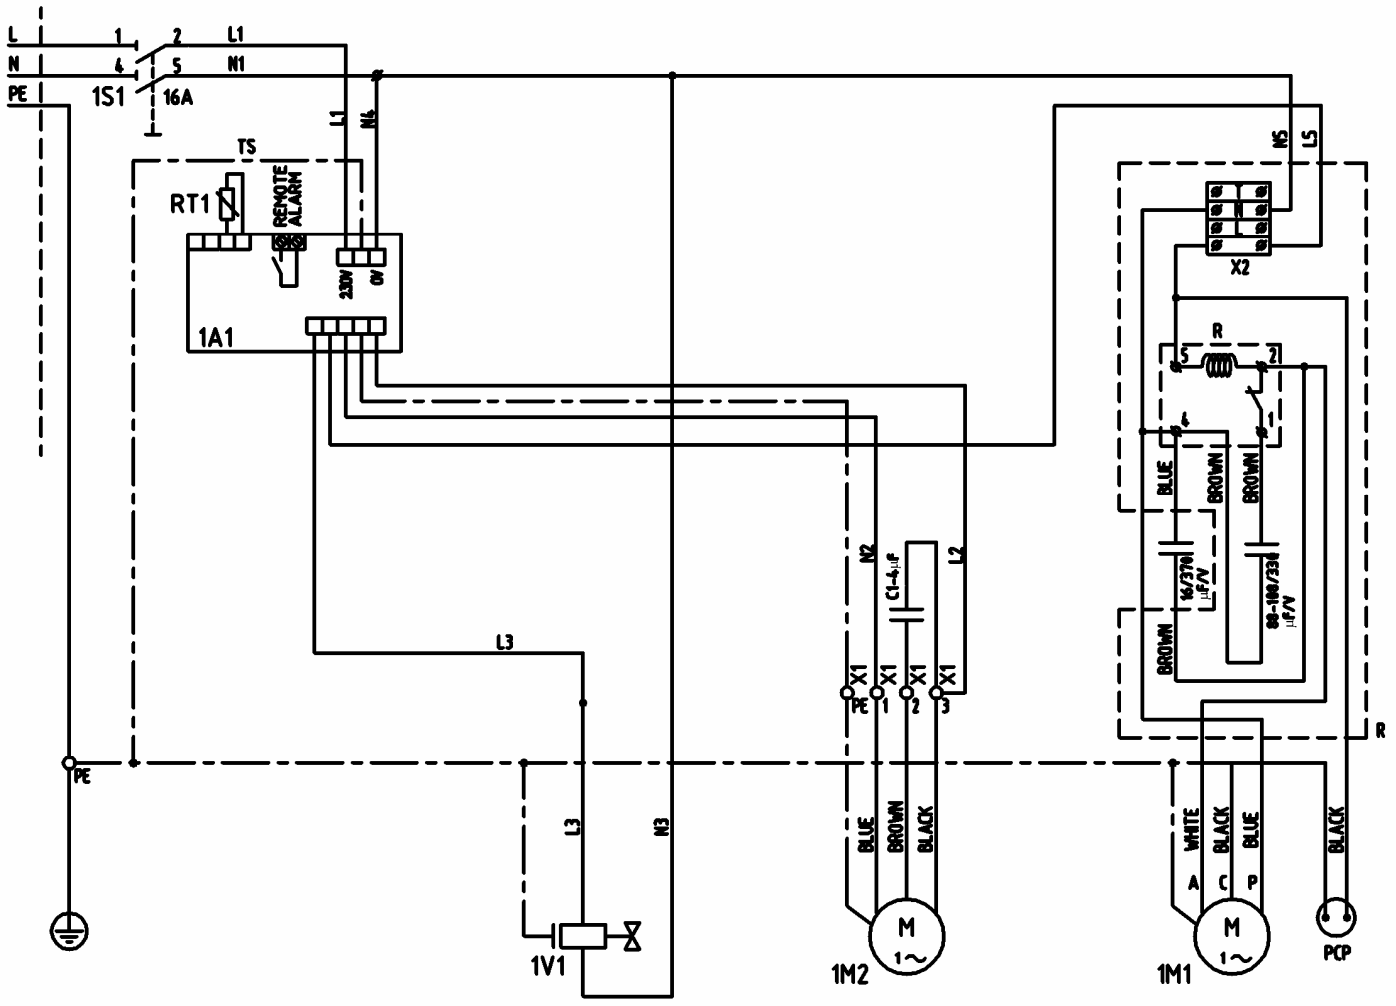 L 1 2 L1
N 4 5 N1
PE 1S1 16A
L1 N4
N5 L5
TS
RT1
REMOTE
ALARM
N
L
X2
230V 0V
1A1
R
5 2
4 1
BLUE BROWN BROWN
N2 C1-4µF L2
16/370
µF/V
88-108/330
µF/V
L3
BROWN
X1 X1 X1 X1
PE 1 2 3
R
PE
L3 N3
BLUE BROWN BLACK
WHITE BLACK BLUE BLACK
A C P
M M
1~ 1~
1V1 1M2 1M1 PCP